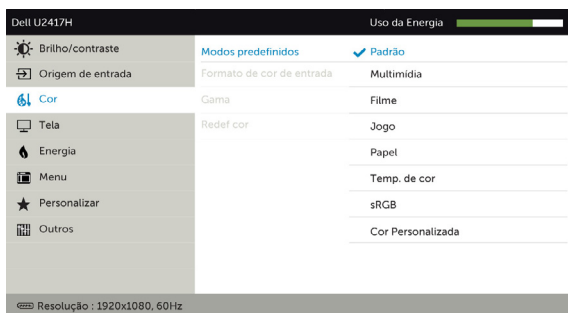 Dell U2417H
Uso da Energia
Brilho/contraste
Origem de entrada
Cor
Tela
Energia
Menu
Personalizar
Outros
Modos predefinidos
Formato de cor de entrada
Gama
Redef cor
Padrão
Multimídia
Filme
Jogo
Papel
Temp. de cor
sRGB
Cor Personalizada
Resolução : 1920x1080, 60Hz